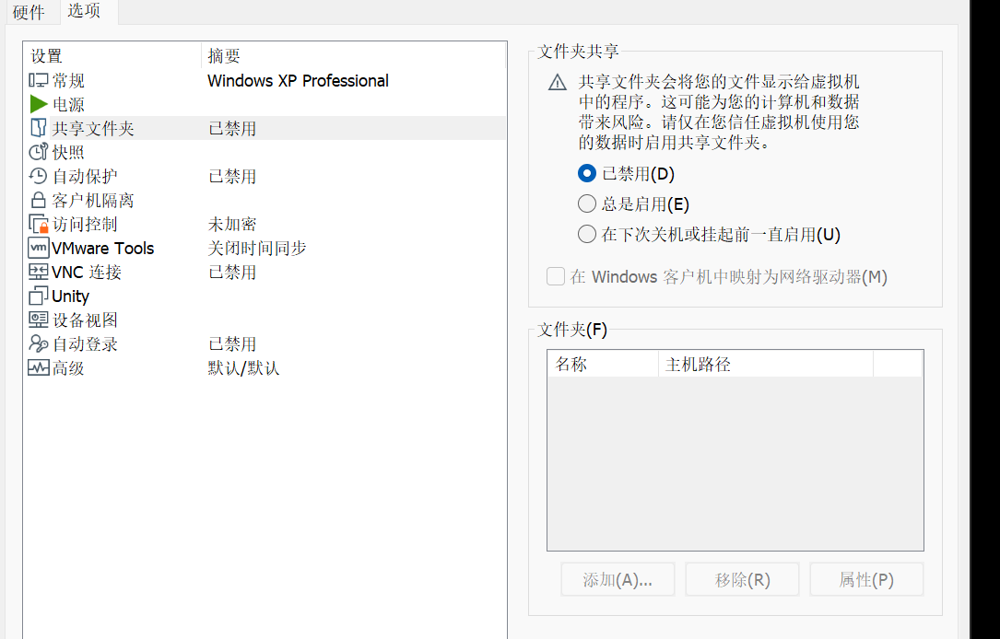 硬件 选项
设置 摘要
常规 Windows XP Professional
电源
共享文件夹 已禁用
快照
自动保护 已禁用
客户机隔离
访问控制 未加密
vm VMware Tools 关闭时间同步
VNC 连接 已禁用
Unity
设备视图
自动登录 已禁用
高级 默认/默认
文件夹共享
共享文件夹会将您的文件显示给虚拟机
中的程序。这可能为您的计算机和数据
带来风险。请仅在您信任虚拟机使用您
的数据时启用共享文件夹。
已禁用(D)
总是启用(E)
在下次关机或挂起前一直启用(U)
在 Windows 客户机中映射为网络驱动器(M)
文件夹(F)
名称 主机路径
添加(A)... 移除(R) 属性(P)